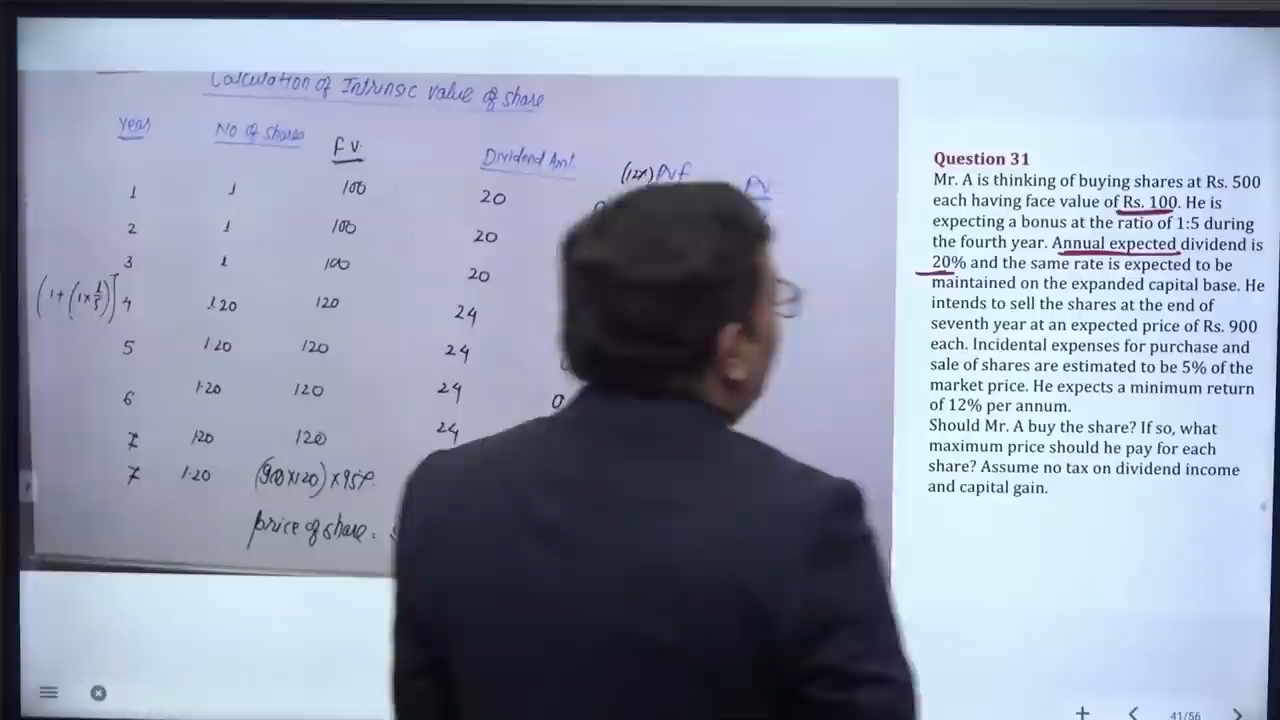 Calculation of Intrinsic value of share
Year No of shares F.V. Dividend Amt. (12%) PVf PV
1 1 100 20
2 1 100 20
3 1 100 20
(1+(1×1/5)) 4 1.20 120 24
5 1.20 120 24
6 1.20 120 24 0
7 120 120 24
7 1.20 (900×120)×95%
price of share =
Question 31
Mr. A is thinking of buying shares at Rs. 500
each having face value of Rs. 100. He is
expecting a bonus at the ratio of 1:5 during
the fourth year. Annual expected dividend is
20% and the same rate is expected to be
maintained on the expanded capital base. He
intends to sell the shares at the end of
seventh year at an expected price of Rs. 900
each. Incidental expenses for purchase and
sale of shares are estimated to be 5% of the
market price. He expects a minimum return
of 12% per annum.
Should Mr. A buy the share? If so, what
maximum price should he pay for each
share? Assume no tax on dividend income
and capital gain.
41/56